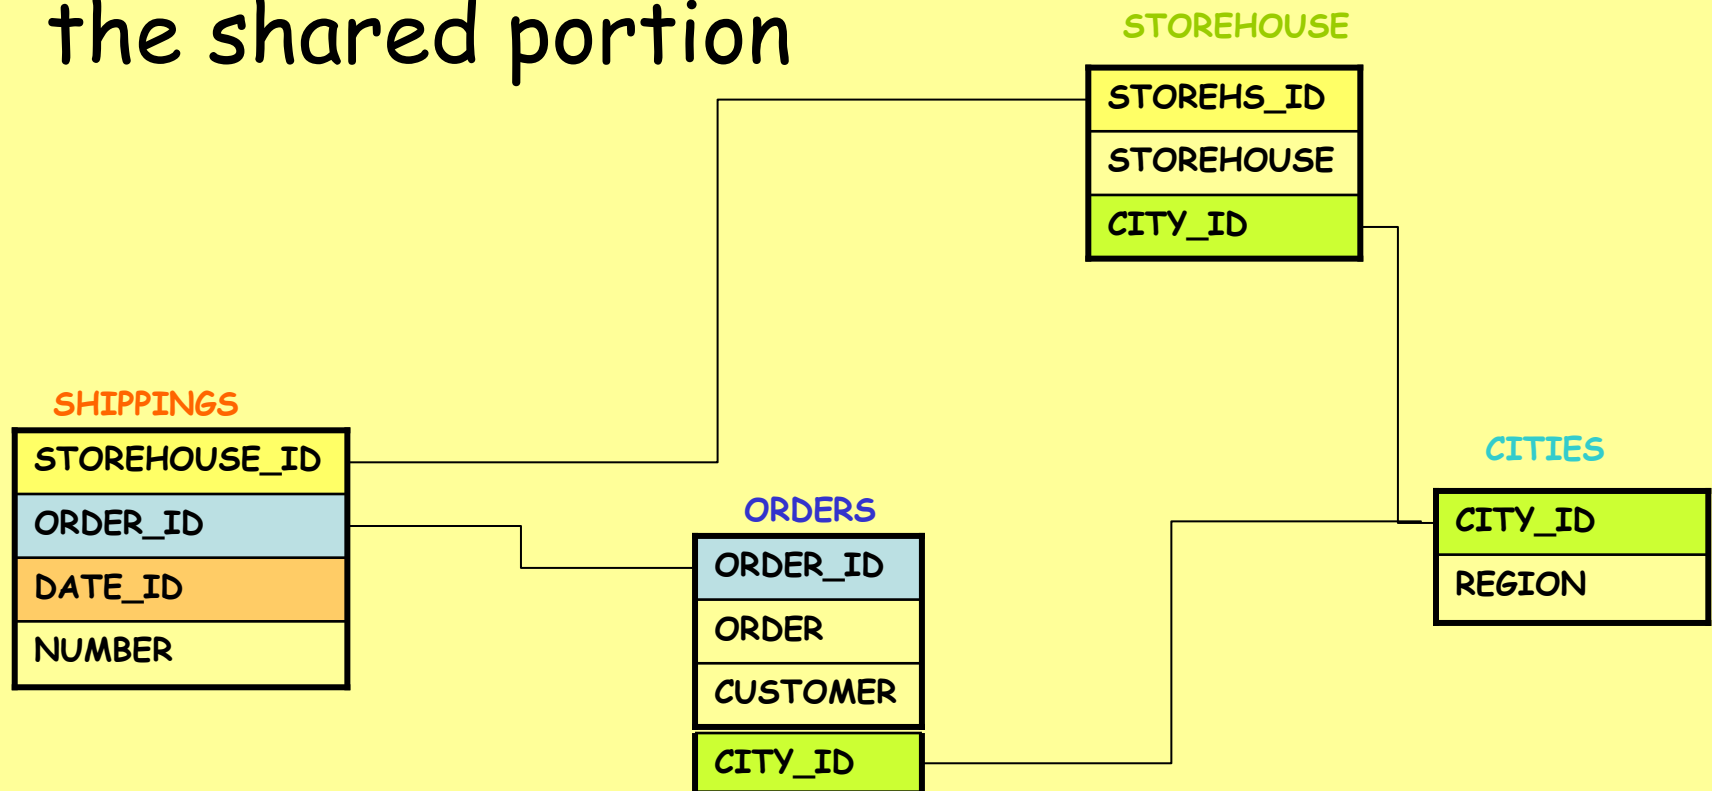 the shared portion
STOREHOUSE
STOREHS_ID
STOREHOUSE
CITY_ID
SHIPPINGS
STOREHOUSE_ID
ORDER_ID
DATE_ID
NUMBER
ORDERS
ORDER_ID
ORDER
CUSTOMER
CITY_ID
CITIES
CITY_ID
REGION